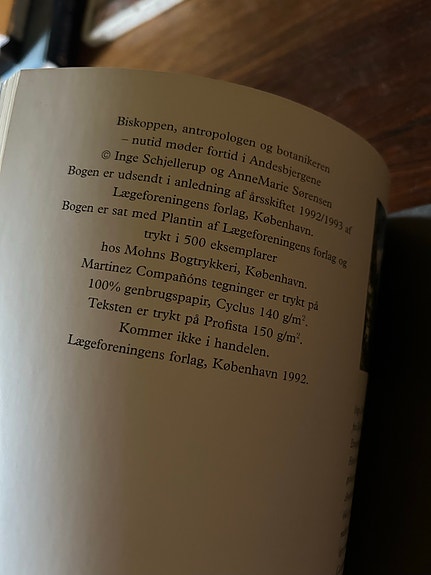 Biskoppen, antropologen og botanikeren
– nutid møder fortid i Andesbjergene
© Inge Schjellerup og AnneMarie Sørensen
Bogen er udsendt i anledning af årsskiftet 1992/1993 af
Lægeforeningens forlag, København.
Bogen er sat med Plantin af Lægeforeningens forlag og
trykt i 500 eksemplarer
hos Mohns Bogtrykkeri, København.
Martinez Compañóns tegninger er trykt på
100% genbrugspapir, Cyclus 140 g/m².
Teksten er trykt på Profista 150 g/m².
Kommer ikke i handelen.
Lægeforeningens forlag, København 1992.